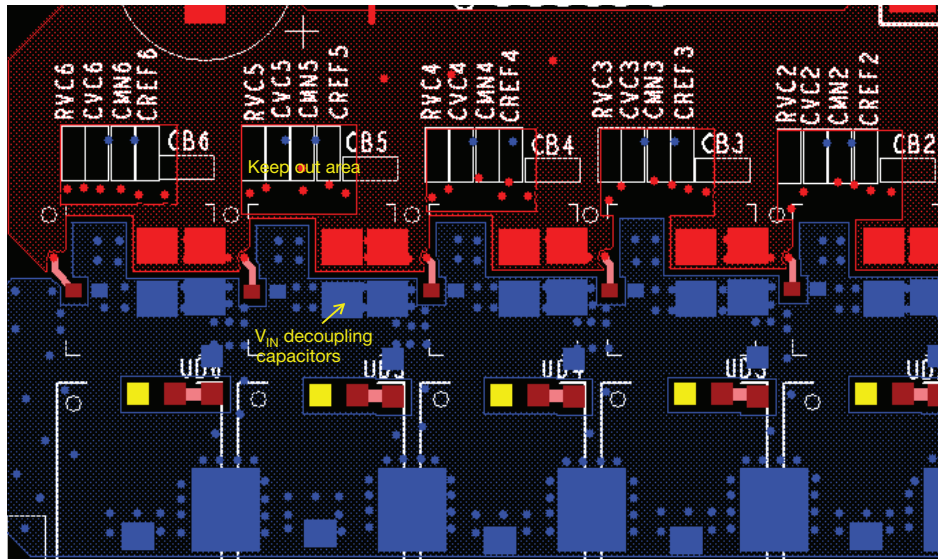 RVC6
CVC6
CMN6
CREF6
RVC5
CVC5
CMN5
CREF5
RVC4
CVC4
CMN4
CREF4
RVC3
CVC3
CMN3
CREF3
RVC2
CVC2
CMN2
CREF2
CB6
CB5
CB4
CB3
CB2
Keep out area
VIN decoupling
capacitors